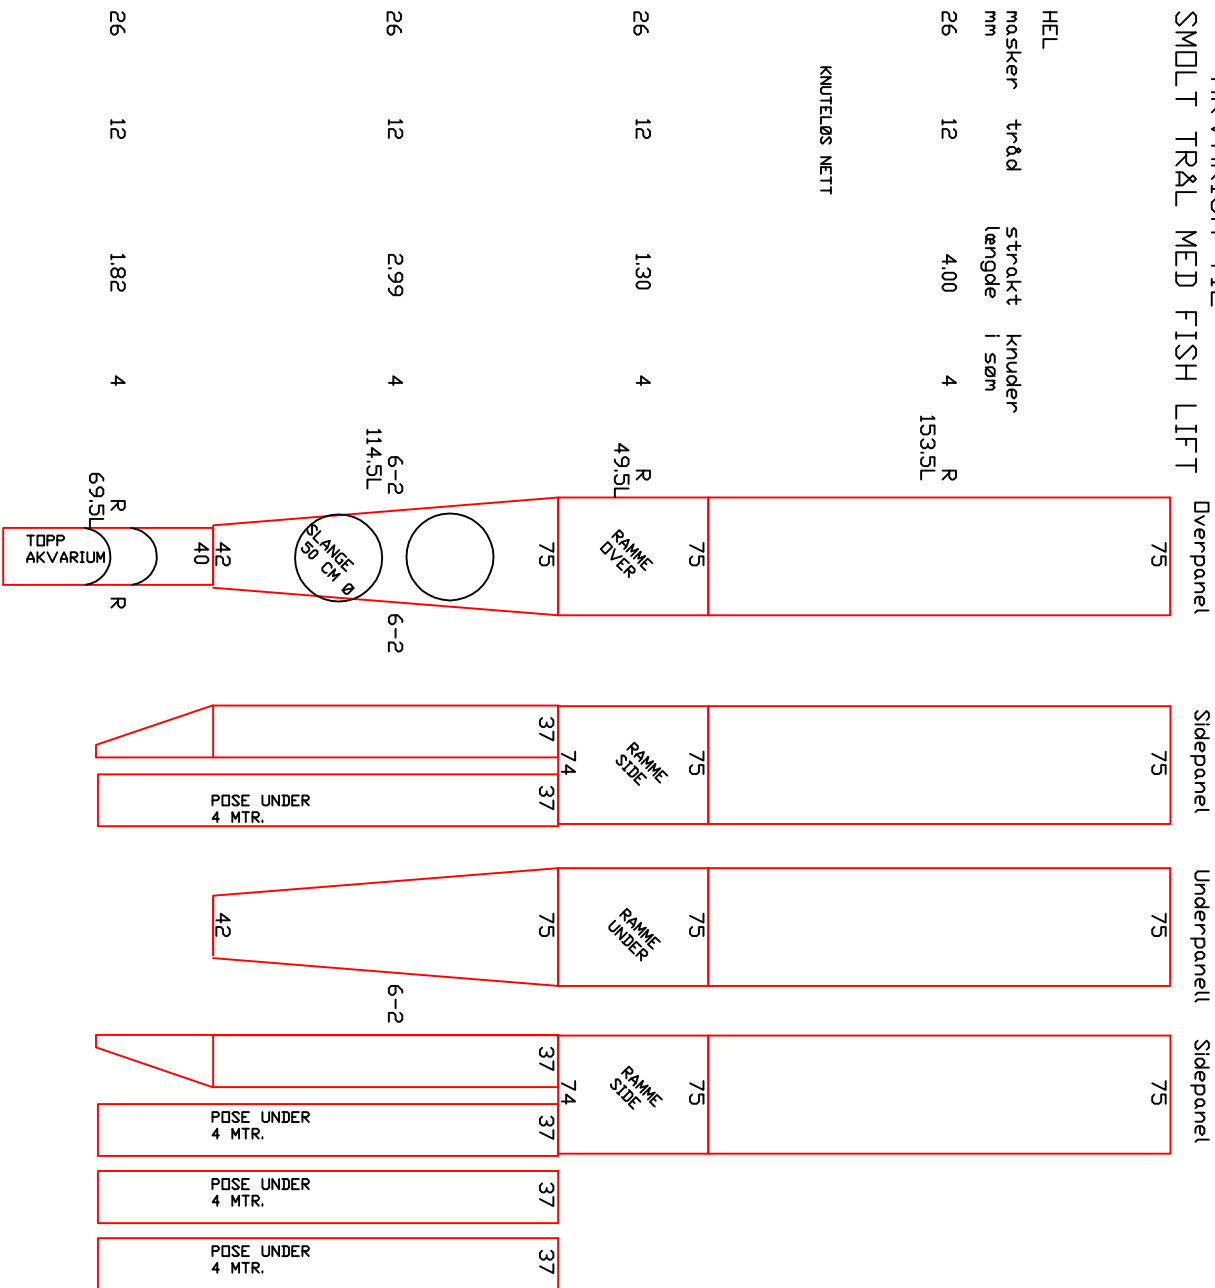 SMOLT TRÅL MED FISH LIFT
Overpanel Sidepanel Underpanell Sidepanel
HEL
masker tråd strakt knuder
mm længde i søm
75 75 75 75
26 12 4.00 4 R
153.5L
KNUTELØS NETT
75 75 75 75
26 12 1.30 4 R
49.5L
RAMME
OVER
RAMME
SIDE
RAMME
UNDER
RAMME
SIDE
74 74
75 37 37 75 37 37 37 37
26 12 2.99 4 6-2 6-2 6-2
114.5L
SLANGE
50 CM Ø
42 42
40
POSE UNDER
4 MTR.
POSE UNDER
4 MTR.
POSE UNDER
4 MTR.
POSE UNDER
4 MTR.
26 12 1.82 4 R R
69.5L
TOPP
AKVARIUM